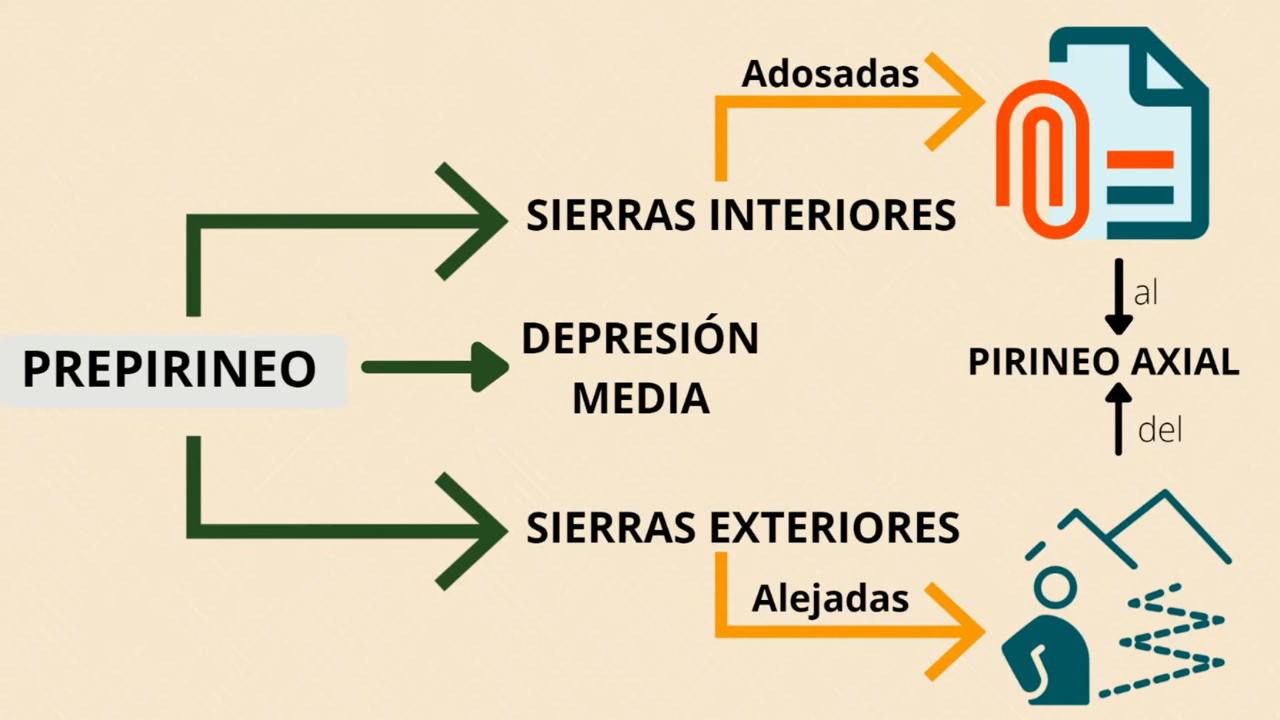 Adosadas
SIERRAS INTERIORES
al
DEPRESIÓN
MEDIA
PREPIRINEO
PIRINEO AXIAL
del
SIERRAS EXTERIORES
Alejadas